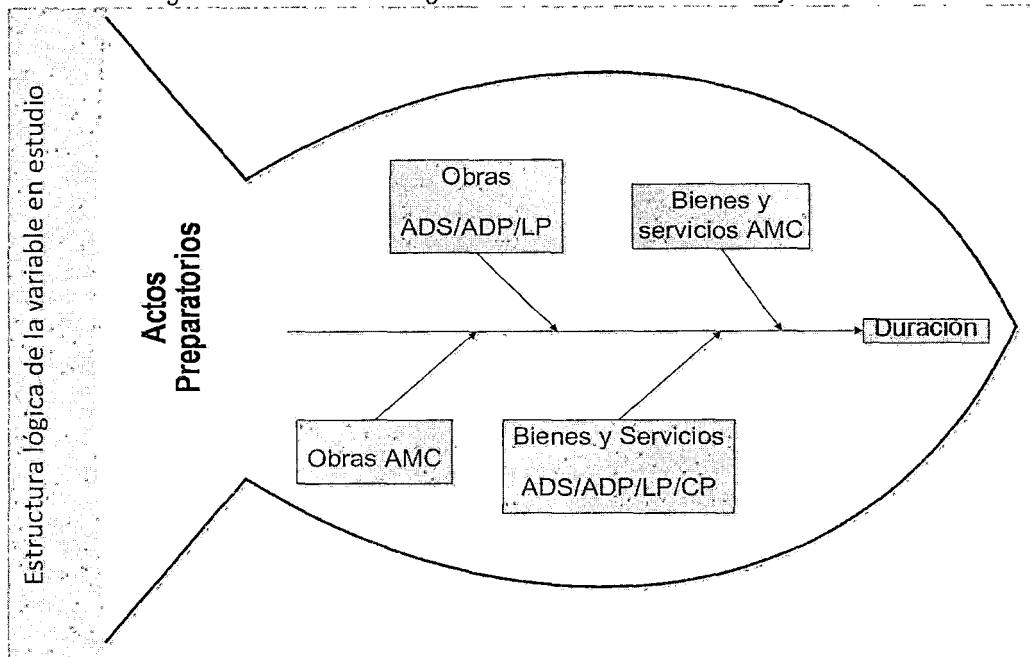 Estructura lógica de la variable en estudio
Actos
Preparatorios
Obras
ADS/ADP/LP
Bienes y
servicios AMC
Duración
Obras AMC
Bienes y Servicios
ADS/ADP/LP/CP